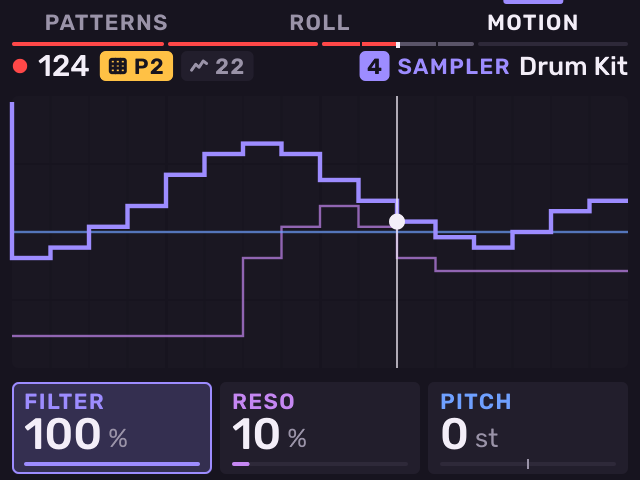 PATTERNS ROLL MOTION
124 P2 22 4 SAMPLER Drum Kit
FILTER RESO PITCH
100 % 10 % 0 st